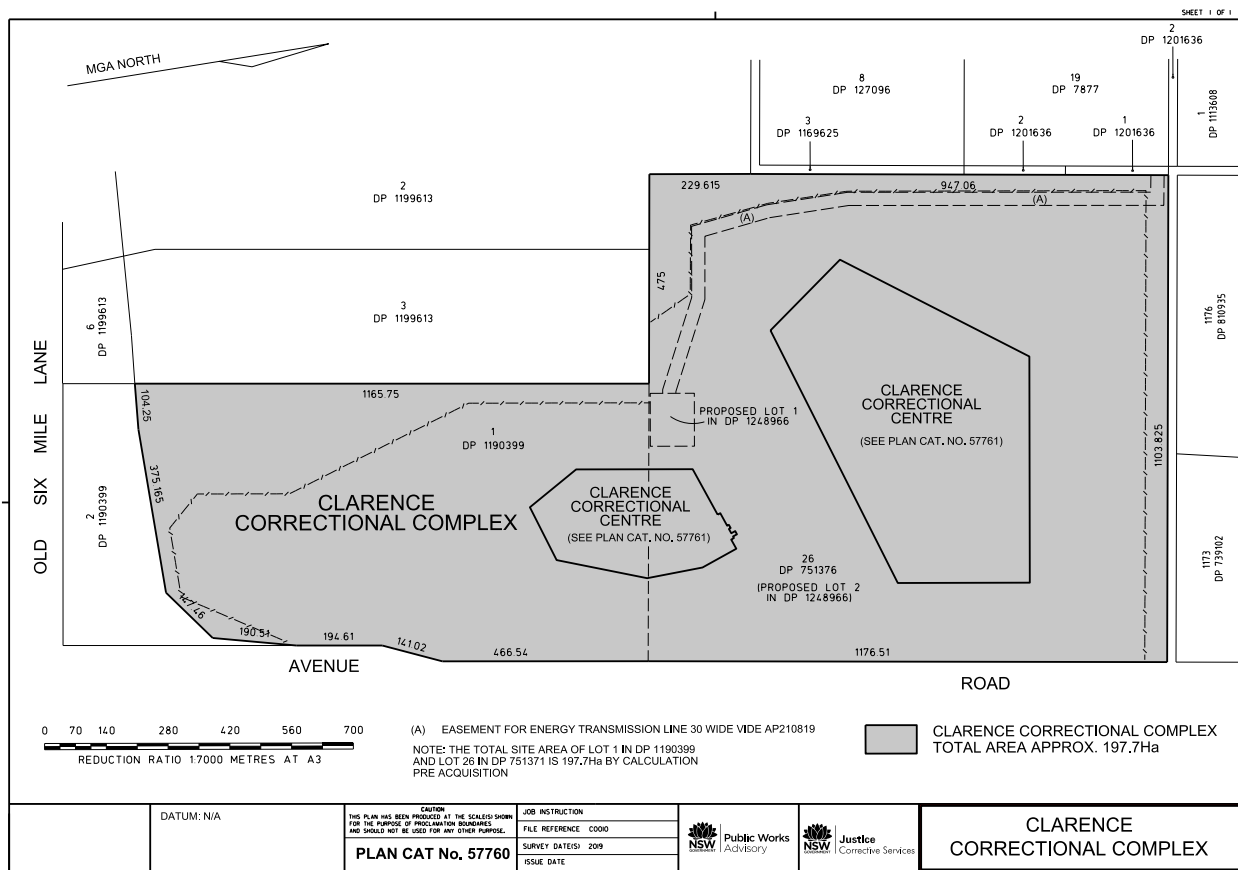 SHEET 1 OF 1
MGA NORTH
2
DP 1201636
8
DP 127096
19
DP 7877
1
DP 1113608
3
DP 1169625
2
DP 1201636
1
DP 1201636
2
DP 1199613
229.615
947.06
(A)
(A)
475
3
DP 1199613
6
DP 1199613
1176
DP 810935
OLD SIX MILE LANE
104.25
1165.75
PROPOSED LOT 1
IN DP 1248966
CLARENCE
CORRECTIONAL
CENTRE
(SEE PLAN CAT. NO. 57761)
1103.825
1
DP 1190399
375.165
2
DP 1190399
CLARENCE
CORRECTIONAL COMPLEX
CLARENCE
CORRECTIONAL
CENTRE
(SEE PLAN CAT. NO. 57761)
26
DP 751376
(PROPOSED LOT 2
IN DP 1248966)
1173
DP 739102
147.46
190.51
194.61
141.02
466.54
1176.51
AVENUE
ROAD
0 70 140 280 420 560 700
REDUCTION RATIO 1:7000 METRES AT A3
(A) EASEMENT FOR ENERGY TRANSMISSION LINE 30 WIDE VIDE AP210819
NOTE: THE TOTAL SITE AREA OF LOT 1 IN DP 1190399
AND LOT 26 IN DP 751371 IS 197.7Ha BY CALCULATION
PRE ACQUISITION
CLARENCE CORRECTIONAL COMPLEX
TOTAL AREA APPROX. 197.7Ha
DATUM: N/A
CAUTION
THIS PLAN HAS BEEN PRODUCED AT THE SCALE(S) SHOWN
FOR THE PURPOSE OF PROCLAMATION BOUNDARIES
AND SHOULD NOT BE USED FOR ANY OTHER PURPOSE.
PLAN CAT No. 57760
JOB INSTRUCTION
FILE REFERENCE C0010
SURVEY DATE(S) 2019
ISSUE DATE
NSW
GOVERNMENT
Public Works
Advisory
NSW
GOVERNMENT
Justice
Corrective Services
CLARENCE
CORRECTIONAL COMPLEX